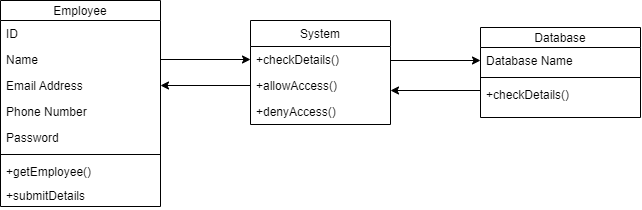 Employee
ID
Name
Email Address
Phone Number
Password
+getEmployee()
+submitDetails
System
+checkDetails()
+allowAccess()
+denyAccess()
Database
Database Name
+checkDetails()